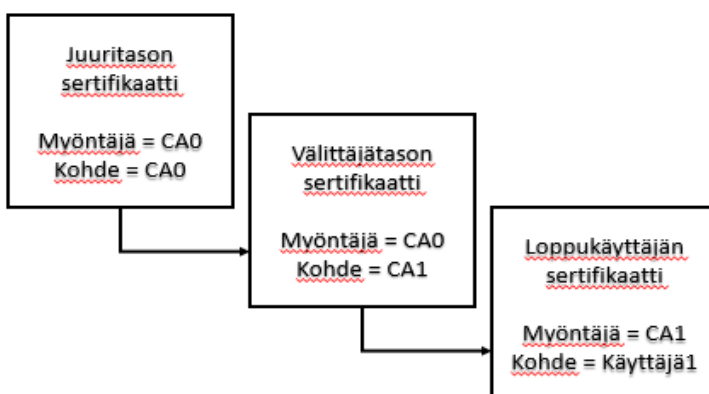 Juuritason
sertifikaatti
Myöntäjä = CA0
Kohde = CA0
Välittäjätason
sertifikaatti
Myöntäjä = CA0
Kohde = CA1
Loppukäyttäjän
sertifikaatti
Myöntäjä = CA1
Kohde = Käyttäjä1